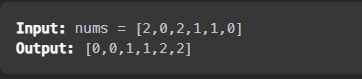 Input: nums = [2,0,2,1,1,0]
Output: [0,0,1,1,2,2]